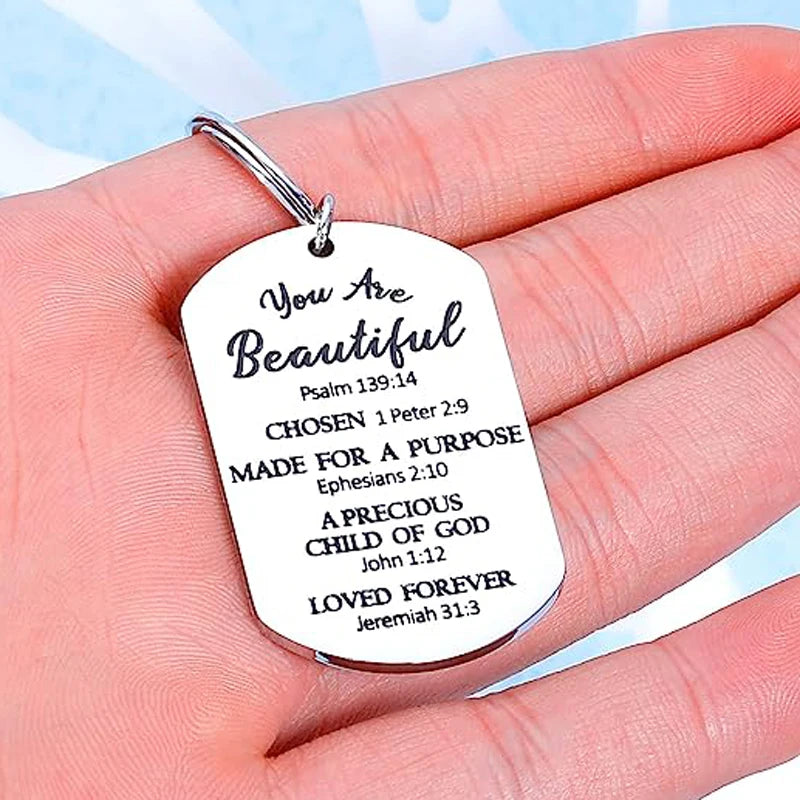 You Are
Beautiful
Psalm 139:14
CHOSEN 1 Peter 2:9
MADE FOR A PURPOSE
Ephesians 2:10
A PRECIOUS
CHILD OF GOD
John 1:12
LOVED FOREVER
Jeremiah 31:3